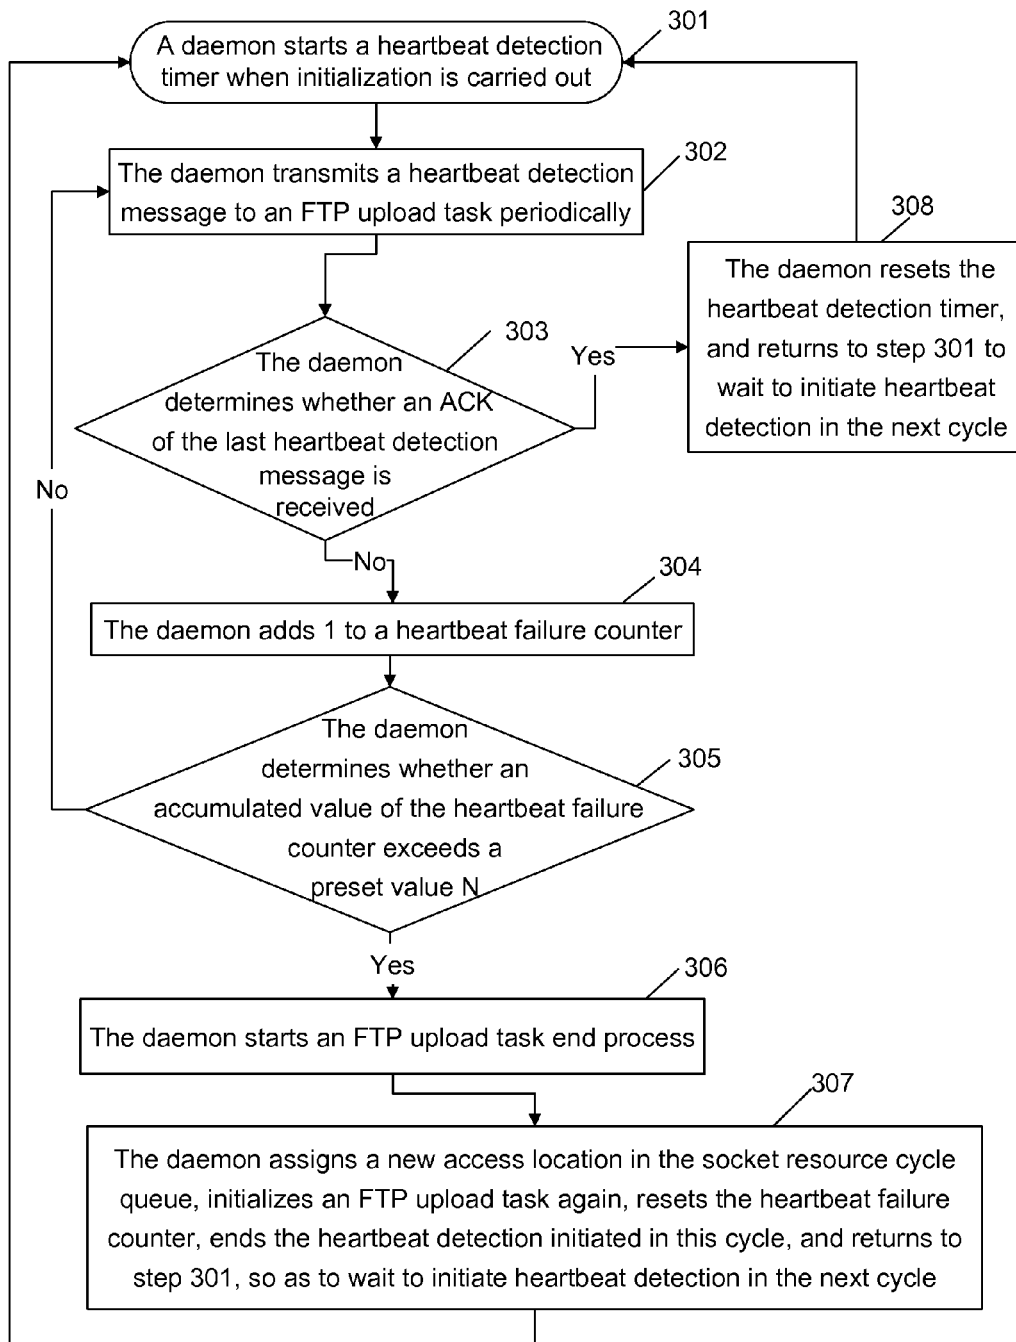 301
A daemon starts a heartbeat detection
timer when initialization is carried out
302
The daemon transmits a heartbeat detection
message to an FTP upload task periodically
308
The daemon resets the
heartbeat detection timer,
and returns to step 301 to
wait to initiate heartbeat
detection in the next cycle
303
Yes
The daemon
determines whether an ACK
of the last heartbeat detection
message is
received
No
No
304
The daemon adds 1 to a heartbeat failure counter
305
The daemon
determines whether an
accumulated value of the heartbeat failure
counter exceeds a
preset value N
Yes
306
The daemon starts an FTP upload task end process
307
The daemon assigns a new access location in the socket resource cycle
queue, initializes an FTP upload task again, resets the heartbeat failure
counter, ends the heartbeat detection initiated in this cycle, and returns to
step 301, so as to wait to initiate heartbeat detection in the next cycle